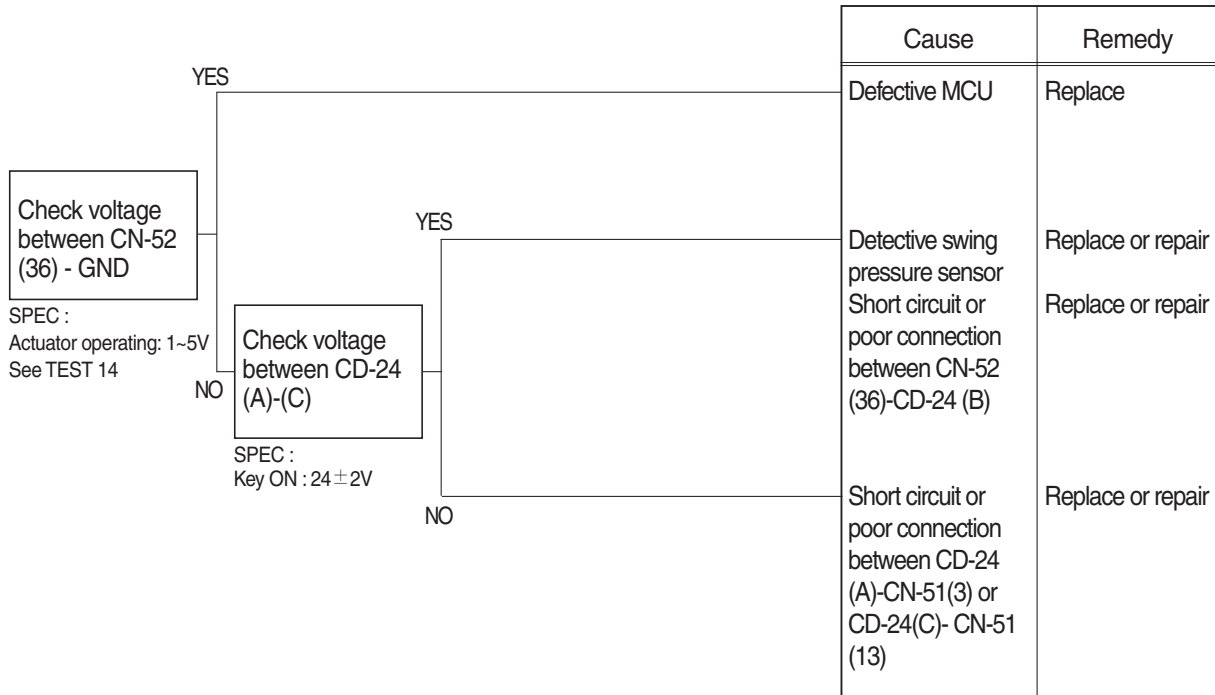 Cause
Remedy
YES
Defective MCU
Replace
Check voltage
between CN-52
(36) - GND
SPEC :
Actuator operating: 1~5V
See TEST 14
YES
Detective swing
pressure sensor
Replace or repair
Short circuit or
poor connection
between CN-52
(36)-CD-24 (B)
Replace or repair
NO
Check voltage
between CD-24
(A)-(C)
SPEC :
Key ON : 24±2V
NO
Short circuit or
poor connection
between CD-24
(A)-CN-51(3) or
CD-24(C)- CN-51
(13)
Replace or repair